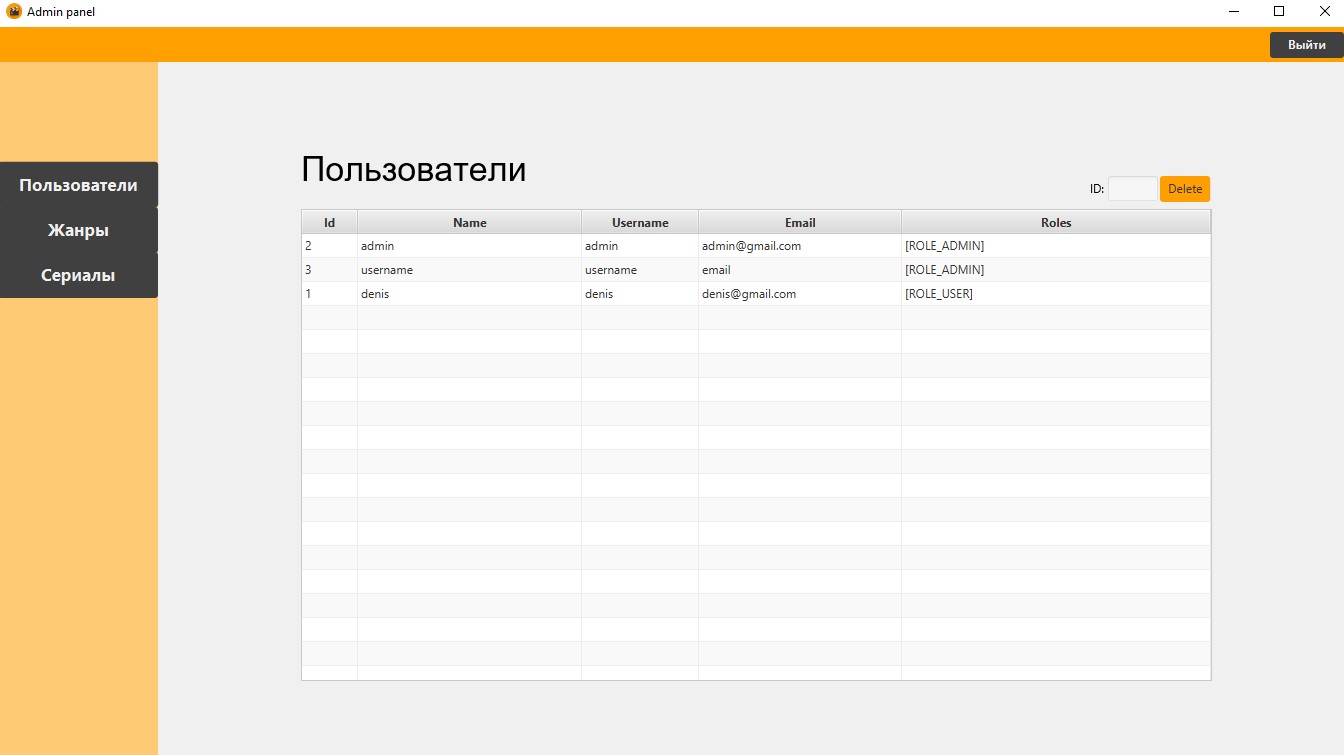 Admin panel
Выйти
Пользователи
Жанры
Сериалы
Пользователи
ID: Delete
Id Name Username Email Roles
2 admin admin admin@gmail.com [ROLE_ADMIN]
3 username username email [ROLE_ADMIN]
1 denis denis denis@gmail.com [ROLE_USER]